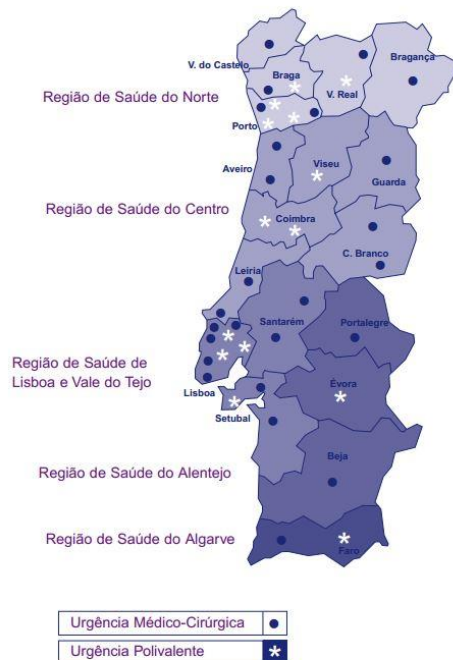 V. do Castelo
Braga
Bragança
V. Real
Região de Saúde do Norte
Porto
Viseu
Aveiro
Guarda
Região de Saúde do Centro
Coimbra
C. Branco
Leiria
Santarém
Portalegre
Região de Saúde de
Lisboa e Vale do Tejo
Évora
Lisboa
Setubal
Beja
Região de Saúde do Alentejo
Região de Saúde do Algarve
Faro
Urgência Médico-Cirúrgica
Urgência Polivalente